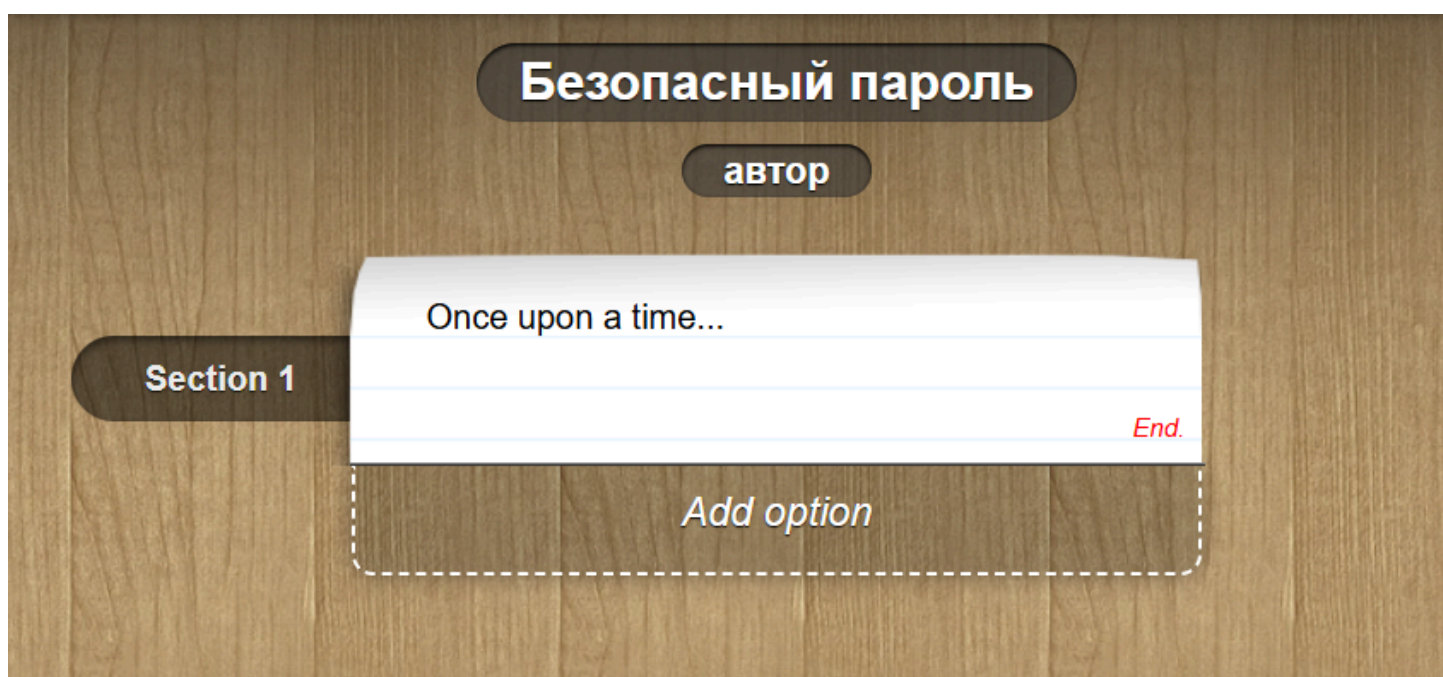 Безопасный пароль
автор
Once upon a time...
Section 1
End.
Add option